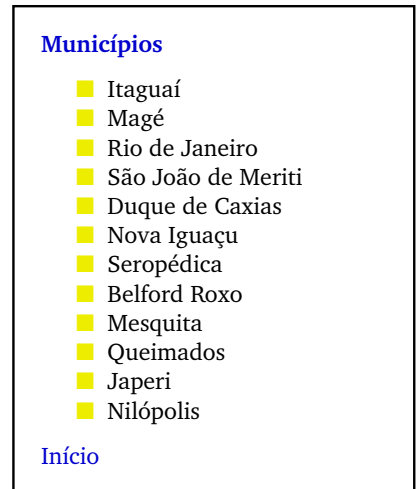 Municípios
Itaguaí
Magé
Rio de Janeiro
São João de Meriti
Duque de Caxias
Nova Iguaçu
Seropédica
Belford Roxo
Mesquita
Queimados
Japeri
Nilópolis
Início